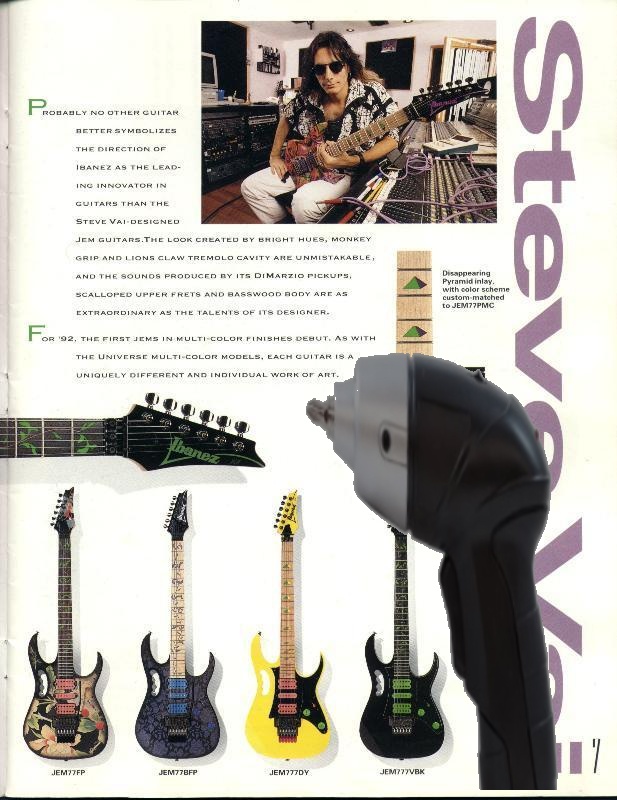 PROBABLY NO OTHER GUITAR
BETTER SYMBOLIZES
THE DIRECTION OF
IBANEZ AS THE LEAD-
ING INNOVATOR IN
GUITARS THAN THE
STEVE VAI-DESIGNED
JEM GUITARS.THE LOOK CREATED BY BRIGHT HUES, MONKEY
GRIP AND LIONS CLAW TREMOLO CAVITY ARE UNMISTAKABLE,
AND THE SOUNDS PRODUCED BY ITS DIMARZIO PICKUPS,
SCALLOPED UPPER FRETS AND BASSWOOD BODY ARE AS
EXTRAORDINARY AS THE TALENTS OF ITS DESIGNER.
FOR '92, THE FIRST JEMS IN MULTI-COLOR FINISHES DEBUT. AS WITH
THE UNIVERSE MULTI-COLOR MODELS, EACH GUITAR IS A
UNIQUELY DIFFERENT AND INDIVIDUAL WORK OF ART.
Disappearing
Pyramid inlay,
with color scheme
custom-matched
to JEM77PMC
Steve Vai
Ibanez
JEM77FP
JEM77BFP
JEM777DY
JEM777VBK